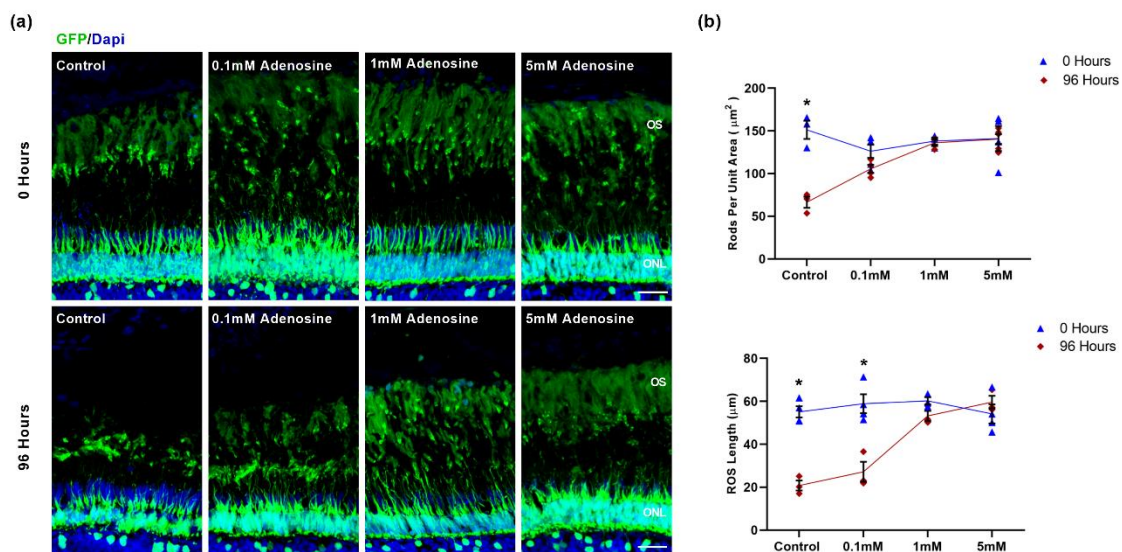 (a)
GFP/Dapi
0 Hours
Control
0.1mM Adenosine
1mM Adenosine
5mM Adenosine
OS
ONL
96 Hours
Control
0.1mM Adenosine
1mM Adenosine
5mM Adenosine
OS
ONL
(b)
0 Hours
96 Hours
Rods Per Unit Area ( μm²)
200
150
100
50
0
*
Control 0.1mM 1mM 5mM
0 Hours
96 Hours
ROS Length (μm)
80
60
40
20
0
*
*
Control 0.1mM 1mM 5mM